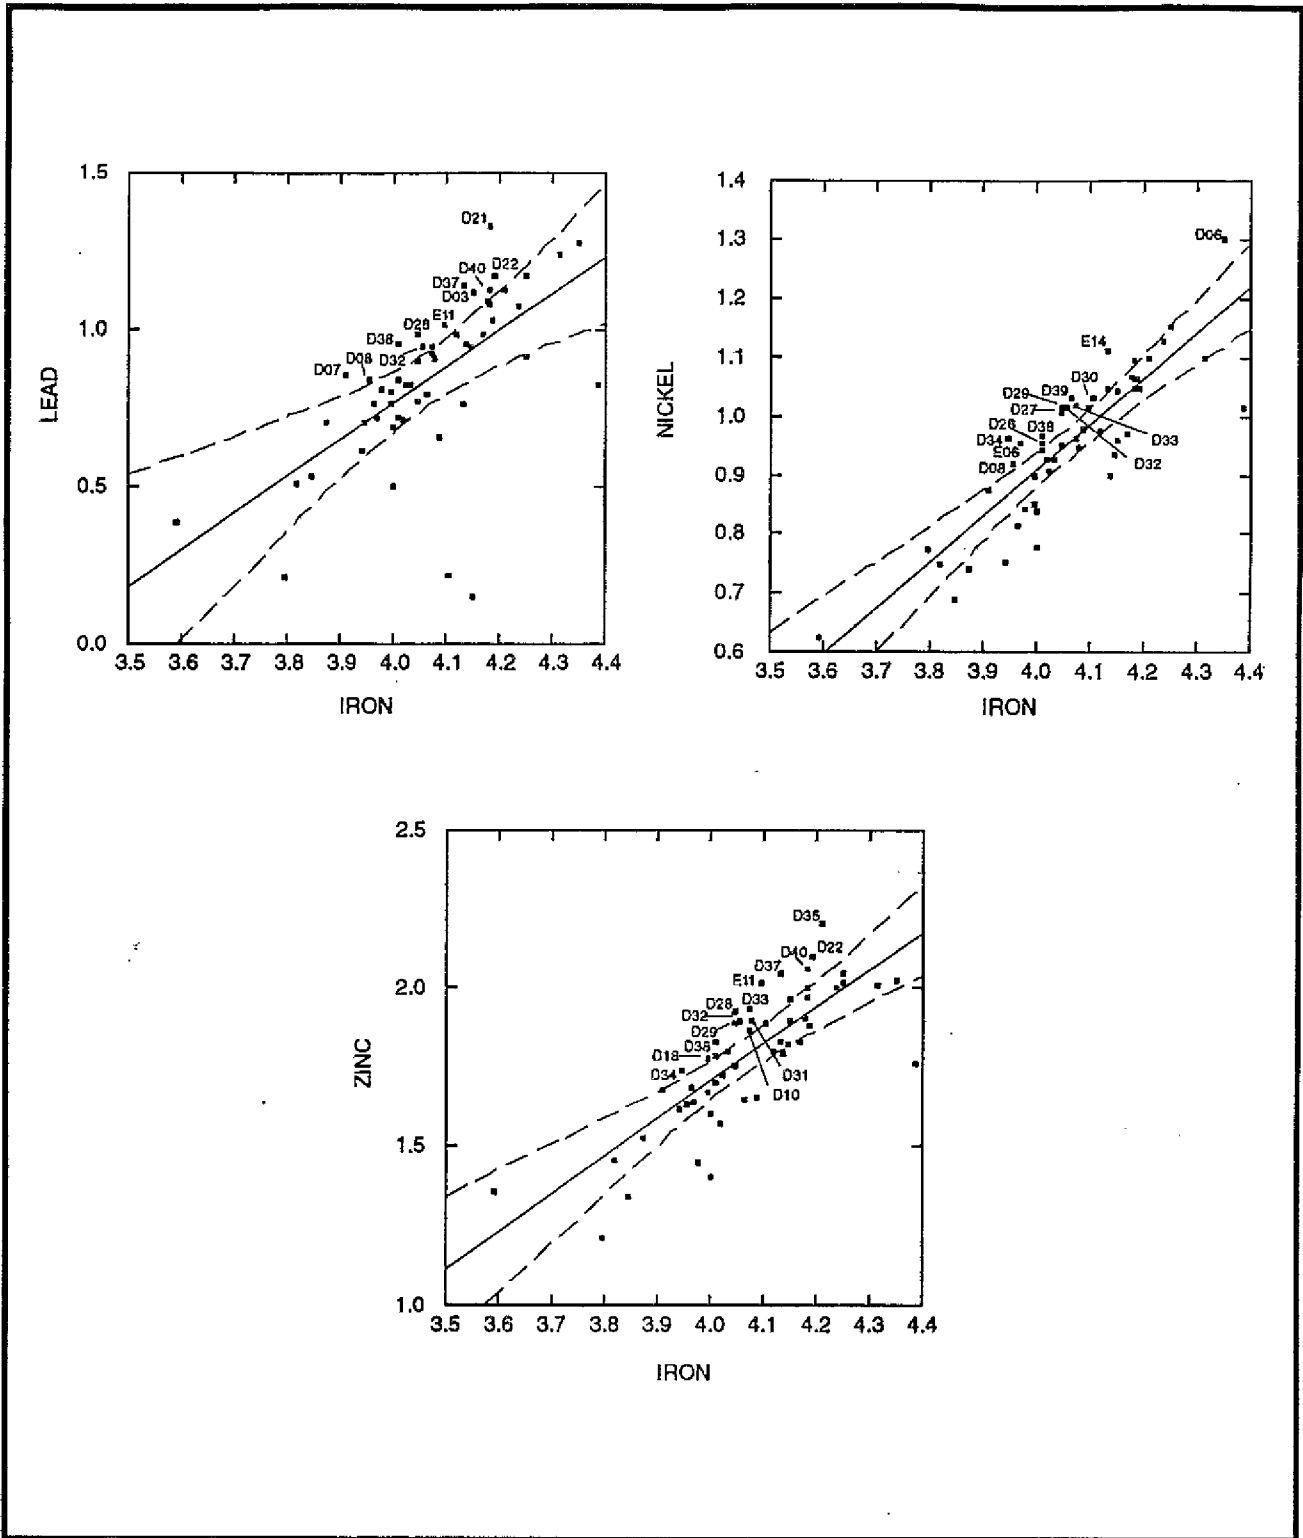 1.5
1.0
0.5
0.0
LEAD
D21
D40 D22
D37
D03
E11
D28
D38
D08 D32
D07
3.5 3.6 3.7 3.8 3.9 4.0 4.1 4.2 4.3 4.4
IRON
1.4
1.3
1.2
1.1
1.0
0.9
0.8
0.7
0.6
NICKEL
D06
E14
D30
D29 D39
D27
D26 D38
D34
E06
D08
D33
D32
3.5 3.6 3.7 3.8 3.9 4.0 4.1 4.2 4.3 4.4
IRON
2.5
2.0
1.5
1.0
ZINC
D35
D40 D22
D37
E11
D28 D33
D32
D29
D38
D18
D34
D31
D10
3.5 3.6 3.7 3.8 3.9 4.0 4.1 4.2 4.3 4.4
IRON